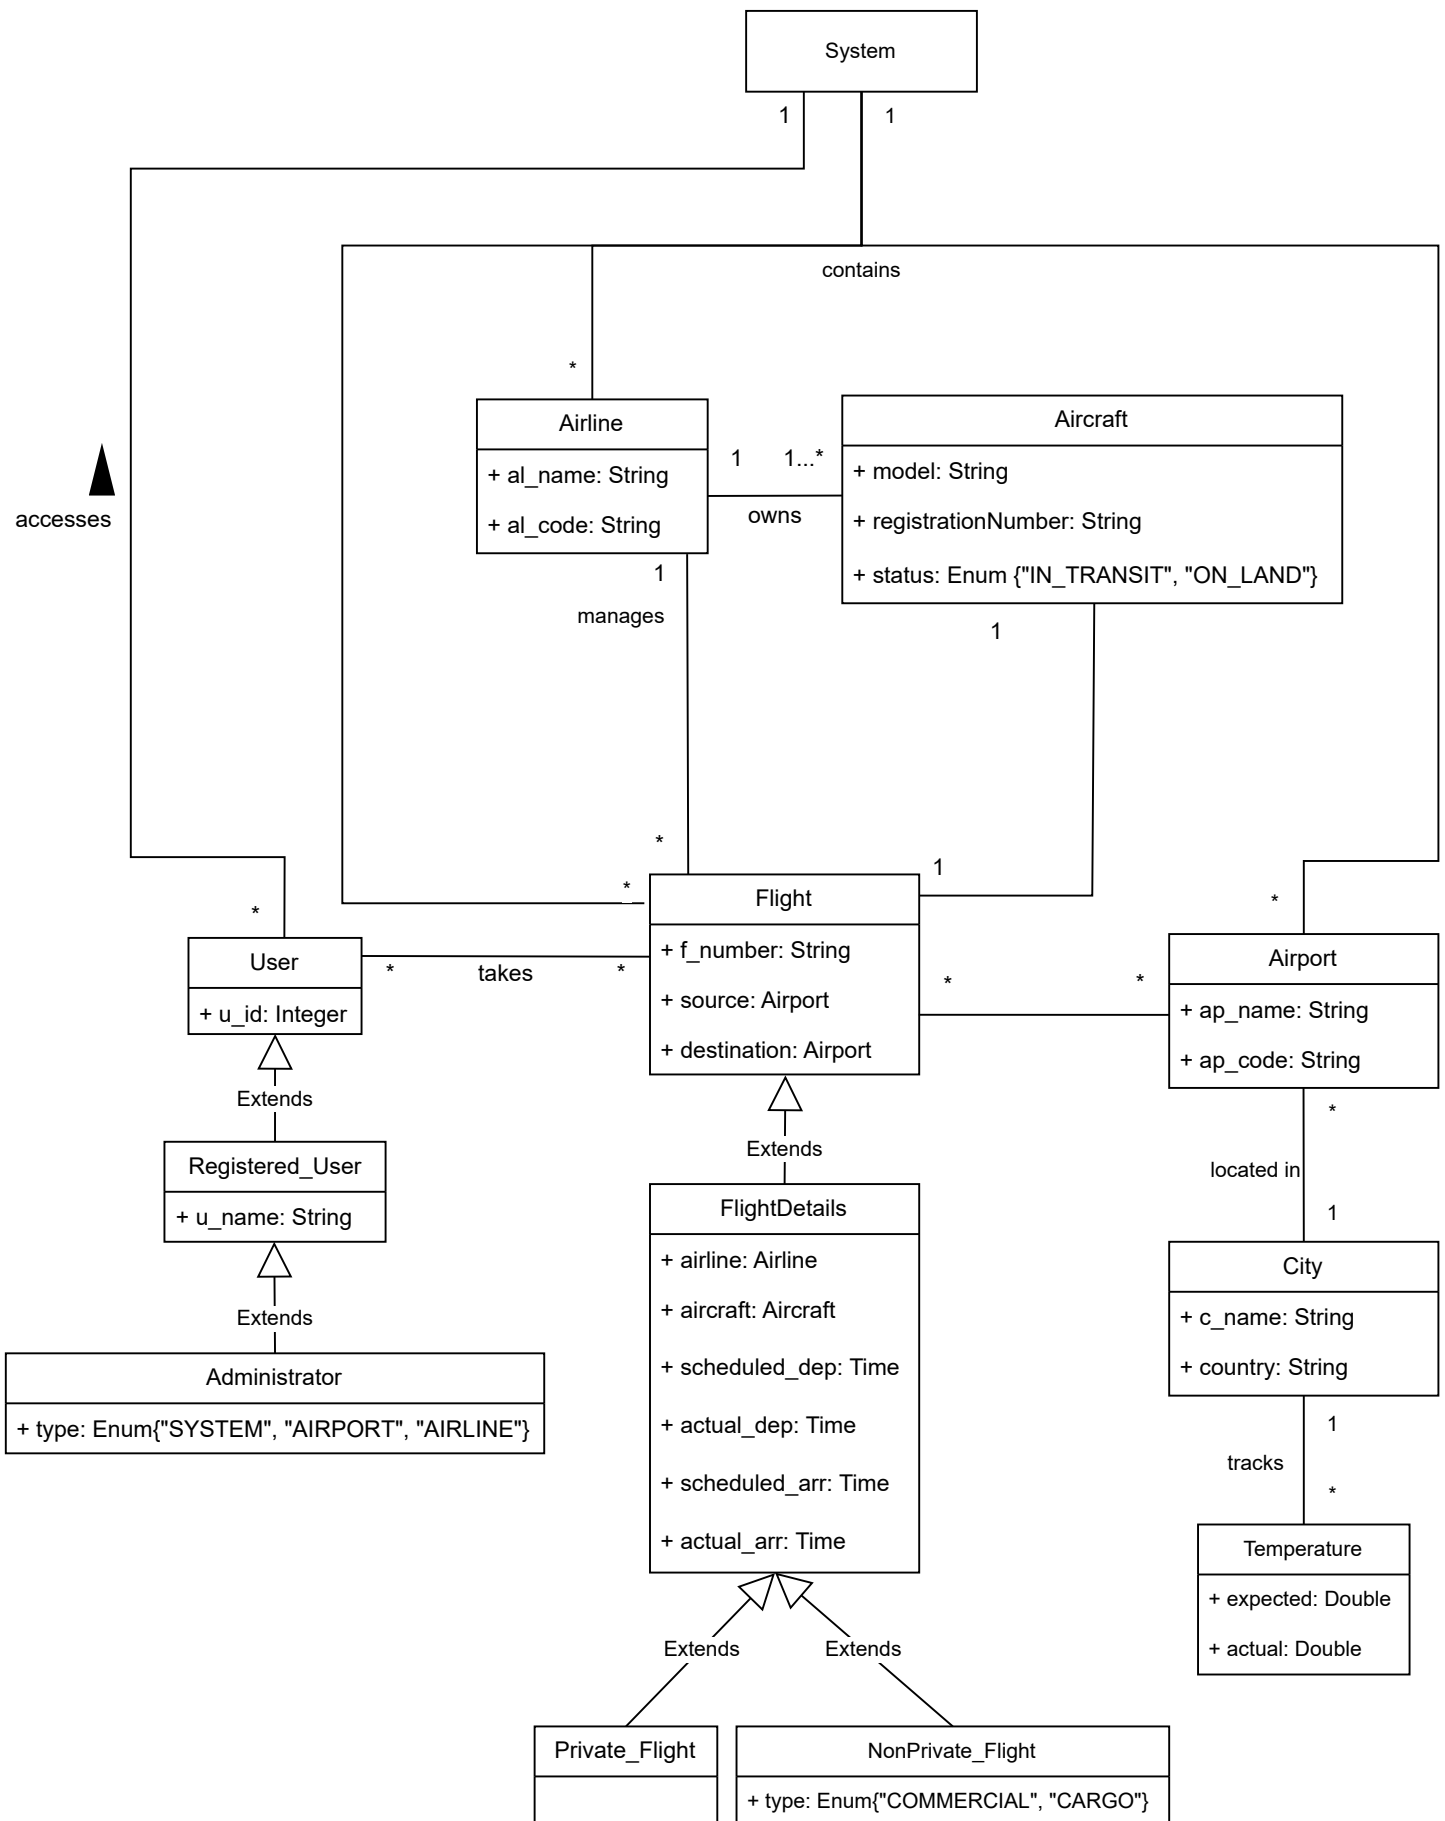 System
1
1
contains
*
Airline
+ al_name: String
+ al_code: String
1
1...*
owns
Aircraft
+ model: String
+ registrationNumber: String
+ status: Enum {"IN_TRANSIT", "ON_LAND"}
accesses
1
manages
1
*
*
1
Flight
+ f_number: String
+ source: Airport
+ destination: Airport
*
User
+ u_id: Integer
*
takes
*
*
*
*
Airport
+ ap_name: String
+ ap_code: String
Extends
Registered_User
+ u_name: String
Extends
Administrator
+ type: Enum{"SYSTEM", "AIRPORT", "AIRLINE"}
Extends
FlightDetails
+ airline: Airline
+ aircraft: Aircraft
+ scheduled_dep: Time
+ actual_dep: Time
+ scheduled_arr: Time
+ actual_arr: Time
*
located in
1
City
+ c_name: String
+ country: String
1
tracks
*
Temperature
+ expected: Double
+ actual: Double
Extends
Extends
Private_Flight
NonPrivate_Flight
+ type: Enum{"COMMERCIAL", "CARGO"}